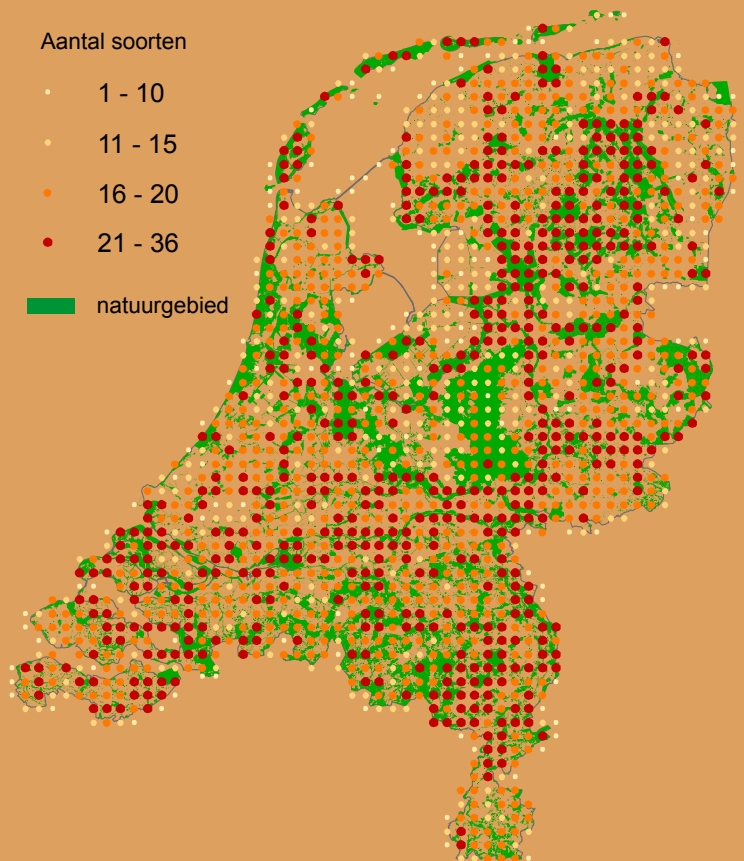 Aantal soorten
1 - 10
11 - 15
16 - 20
21 - 36
natuurgebied